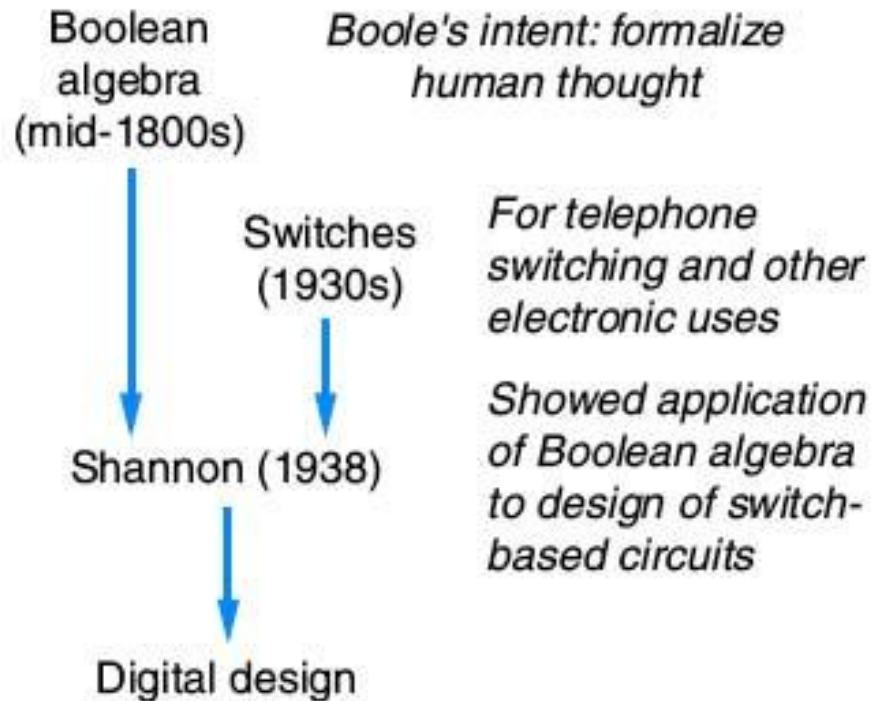 Boolean
algebra
(mid-1800s)
Boole's intent: formalize
human thought
Switches
(1930s)
For telephone
switching and other
electronic uses
Shannon (1938)
Showed application
of Boolean algebra
to design of switch-
based circuits
Digital design